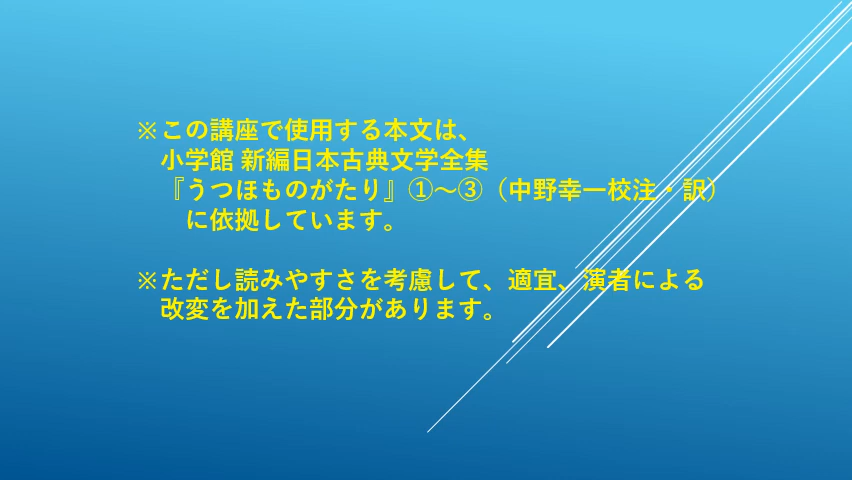 ※この講座で使用する本文は、
小学館 新編日本古典文学全集
『うつほものがたり』①～③（中野幸一校注・訳）
に依拠しています。
※ただし読みやすさを考慮して、適宜、演者による
改変を加えた部分があります。